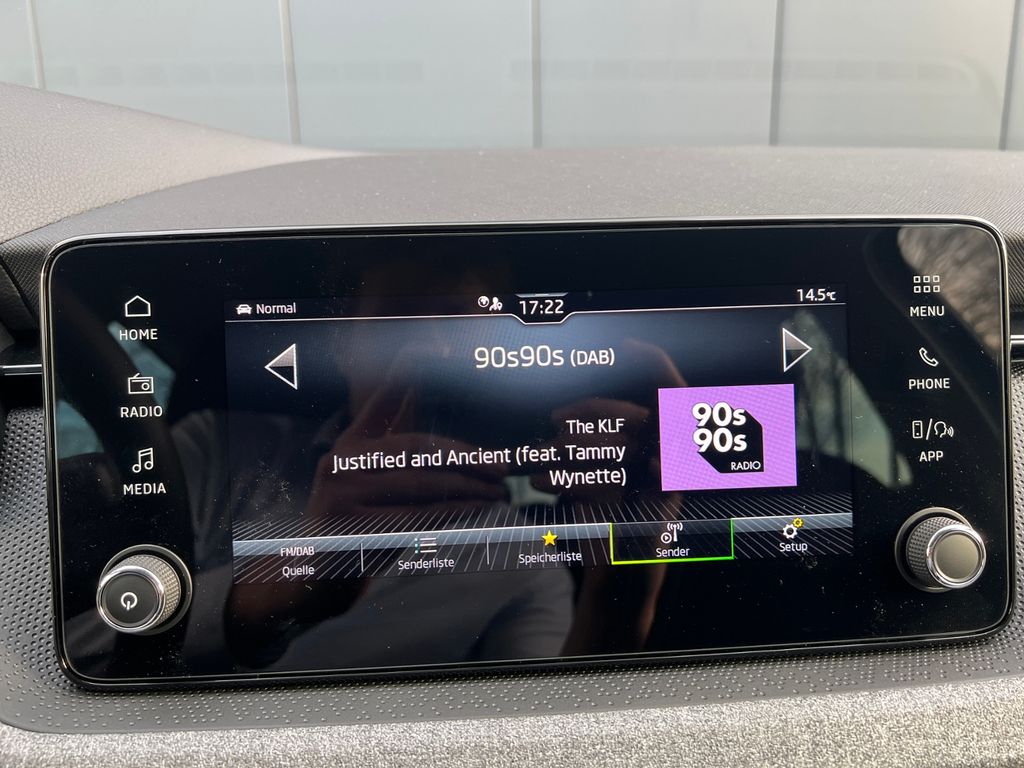 Normal
17:22
14.5°C
HOME
RADIO
MEDIA
MENU
PHONE
APP
90s90s (DAB)
The KLF
Justified and Ancient (feat. Tammy
Wynette)
90s
90s
RADIO
FM/DAB
Quelle
Senderliste
Speicherliste
Sender
Setup